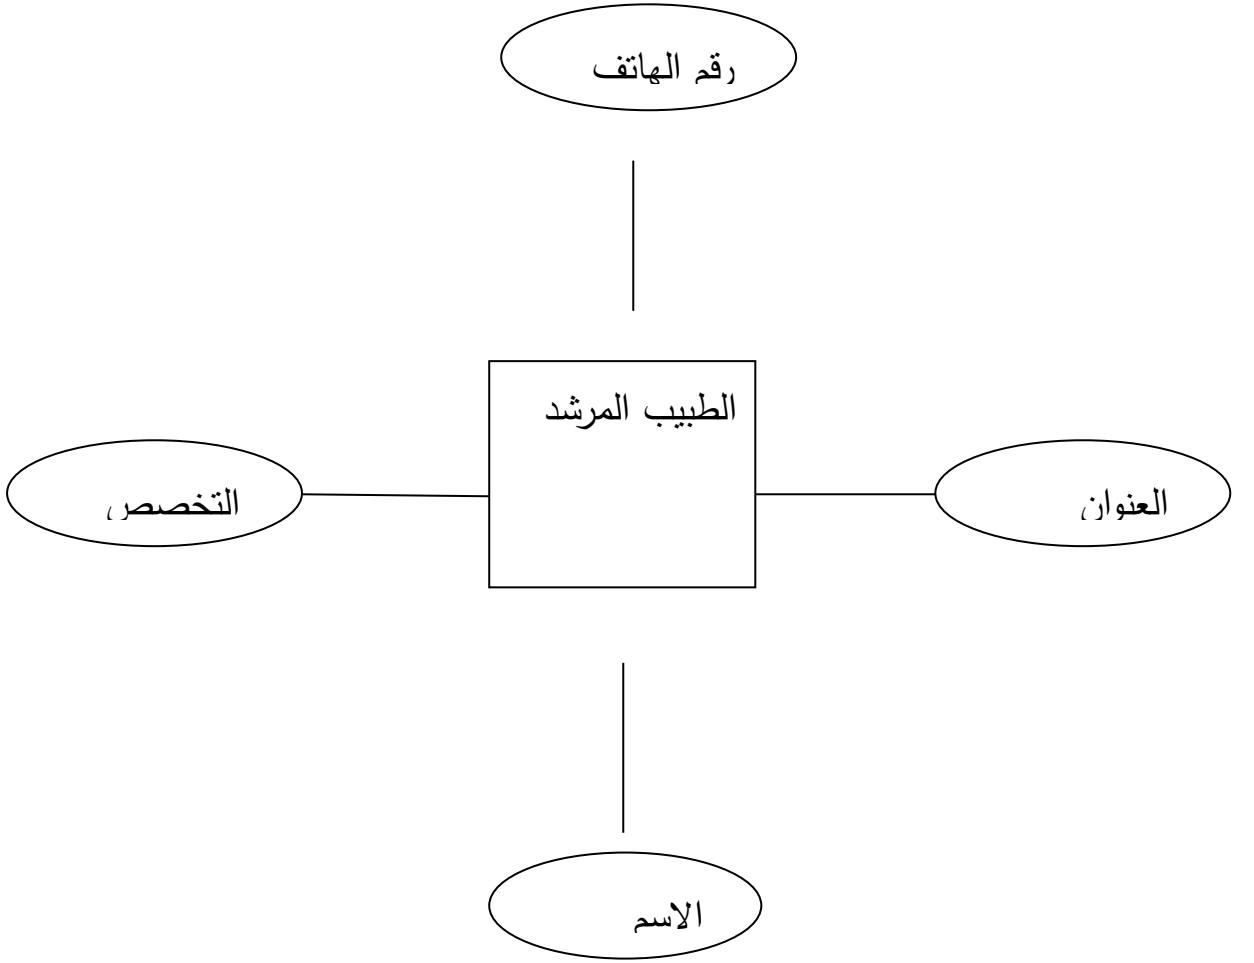 رقم الهاتف
الطبيب المرشد
العنوان
التخصص
الاسم